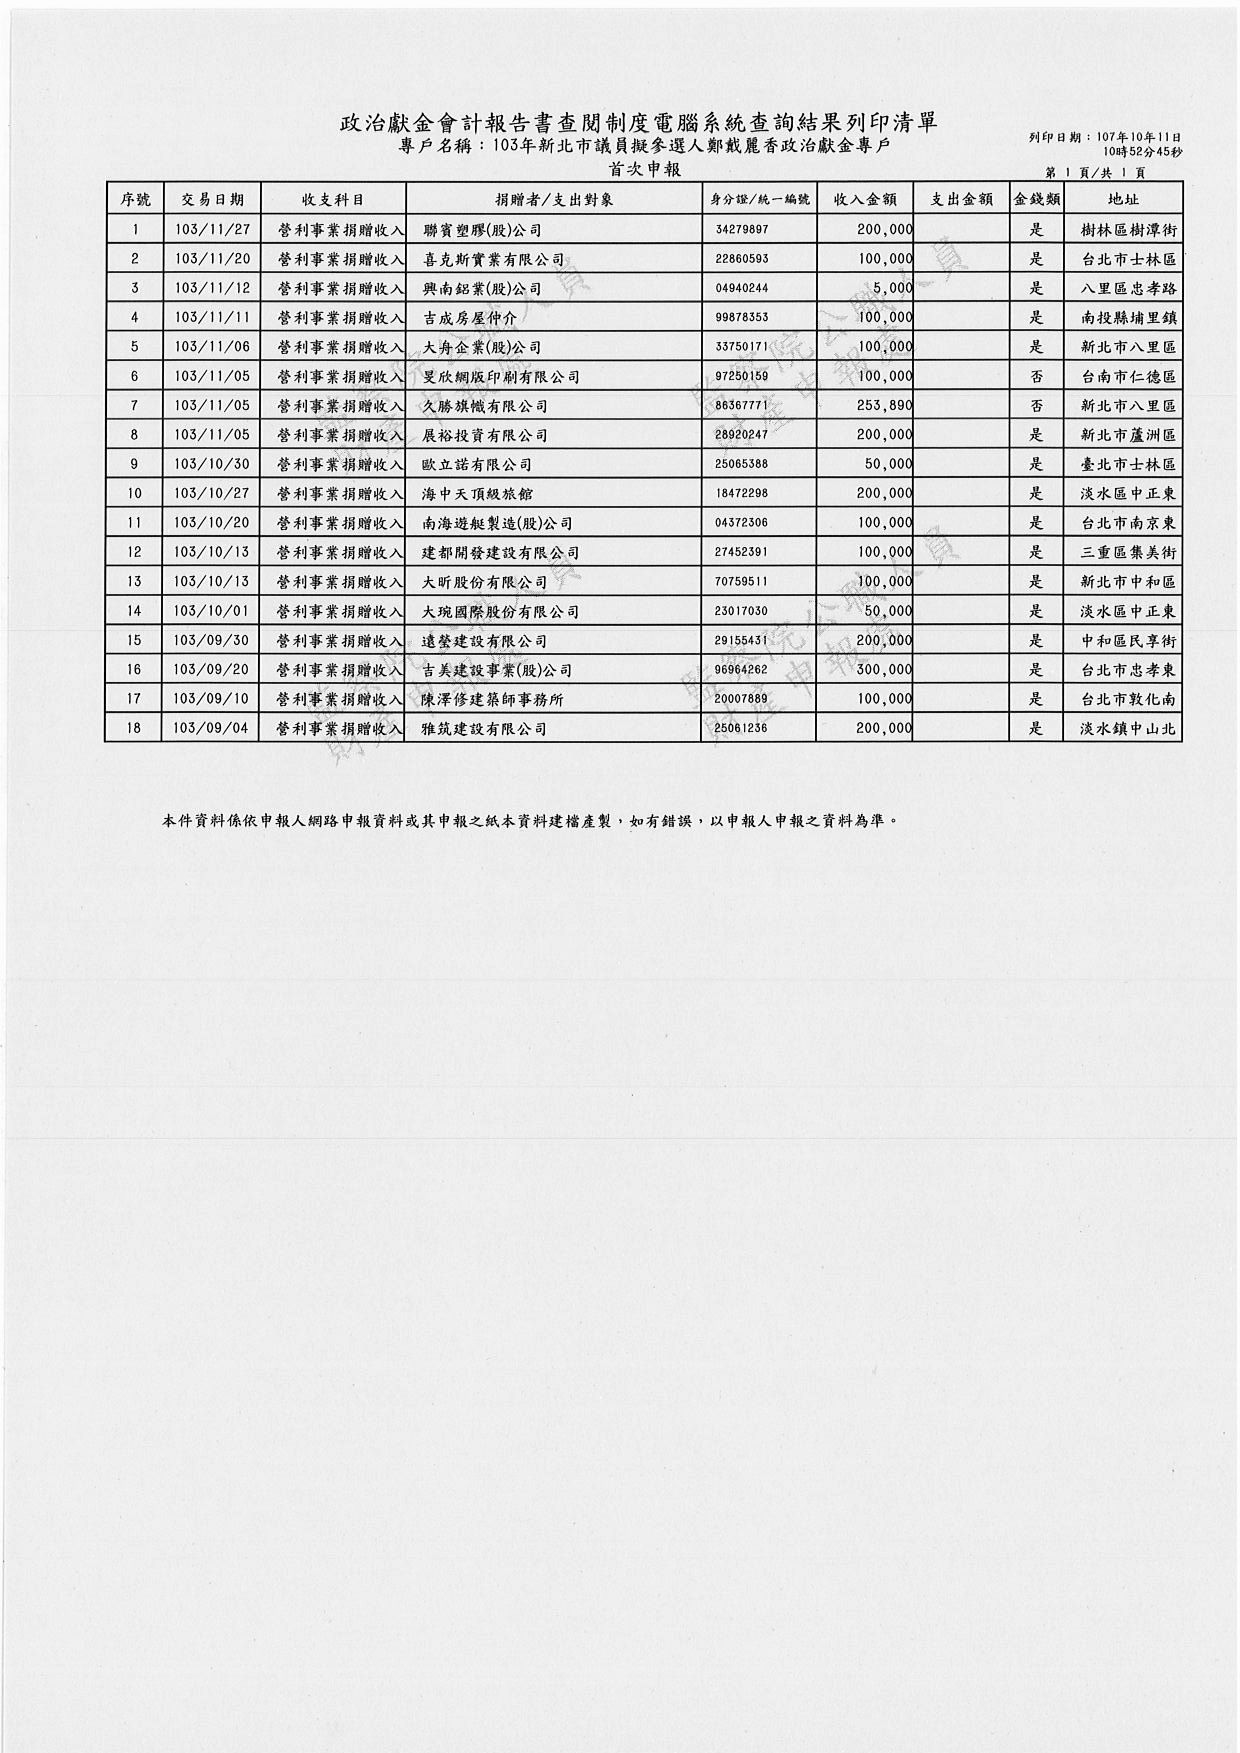 政治獻金會計報告書查閱制度電腦系統查詢結果列印清單
專戶名稱：103年新北市議員擬參選人鄭戴麗香政治獻金專戶
列印日期：107年10年11日
10時52分45秒
首次申報
第 1 頁/共 1 頁
序號 交易日期 收支科目 捐贈者/支出對象 身分證/統一編號 收入金額 支出金額 金錢類 地址
1 103/11/27 營利事業捐贈收入 聯賓塑膠(股)公司 34279897 200,000 是 樹林區樹潭街
2 103/11/20 營利事業捐贈收入 喜克斯實業有限公司 22860593 100,000 是 台北市士林區
3 103/11/12 營利事業捐贈收入 興南鋁業(股)公司 04940244 5,000 是 八里區忠孝路
4 103/11/11 營利事業捐贈收入 吉成房屋仲介 99878353 100,000 是 南投縣埔里鎮
5 103/11/06 營利事業捐贈收入 大舟企業(股)公司 33750171 100,000 是 新北市八里區
6 103/11/05 營利事業捐贈收入 旻欣網版印刷有限公司 97250159 100,000 否 台南市仁德區
7 103/11/05 營利事業捐贈收入 久勝旗幟有限公司 86367771 253,890 否 新北市八里區
8 103/11/05 營利事業捐贈收入 展裕投資有限公司 28920247 200,000 是 新北市蘆洲區
9 103/10/30 營利事業捐贈收入 歐立諾有限公司 25065388 50,000 是 臺北市士林區
10 103/10/27 營利事業捐贈收入 海中天頂級旅館 18472298 200,000 是 淡水區中正東
11 103/10/20 營利事業捐贈收入 南海遊艇製造(股)公司 04372306 100,000 是 台北市南京東
12 103/10/13 營利事業捐贈收入 建都開發建設有限公司 27452391 100,000 是 三重區集美街
13 103/10/13 營利事業捐贈收入 大昕股份有限公司 70759511 100,000 是 新北市中和區
14 103/10/01 營利事業捐贈收入 大琬國際股份有限公司 23017030 50,000 是 淡水區中正東
15 103/09/30 營利事業捐贈收入 遠瑩建設有限公司 29155431 200,000 是 中和區民享街
16 103/09/20 營利事業捐贈收入 吉美建設事業(股)公司 96964262 300,000 是 台北市忠孝東
17 103/09/10 營利事業捐贈收入 陳澤修建築師事務所 20007889 100,000 是 台北市敦化南
18 103/09/04 營利事業捐贈收入 雅筑建設有限公司 25061236 200,000 是 淡水鎮中山北
監察院公職人員
財產申報處
監察院公職人員
財產申報處
監察院公職人員
財產申報處
監察院公職人員
財產申報處
本件資料係依申報人網路申報資料或其申報之紙本資料建檔產製，如有錯誤，以申報人申報之資料為準。